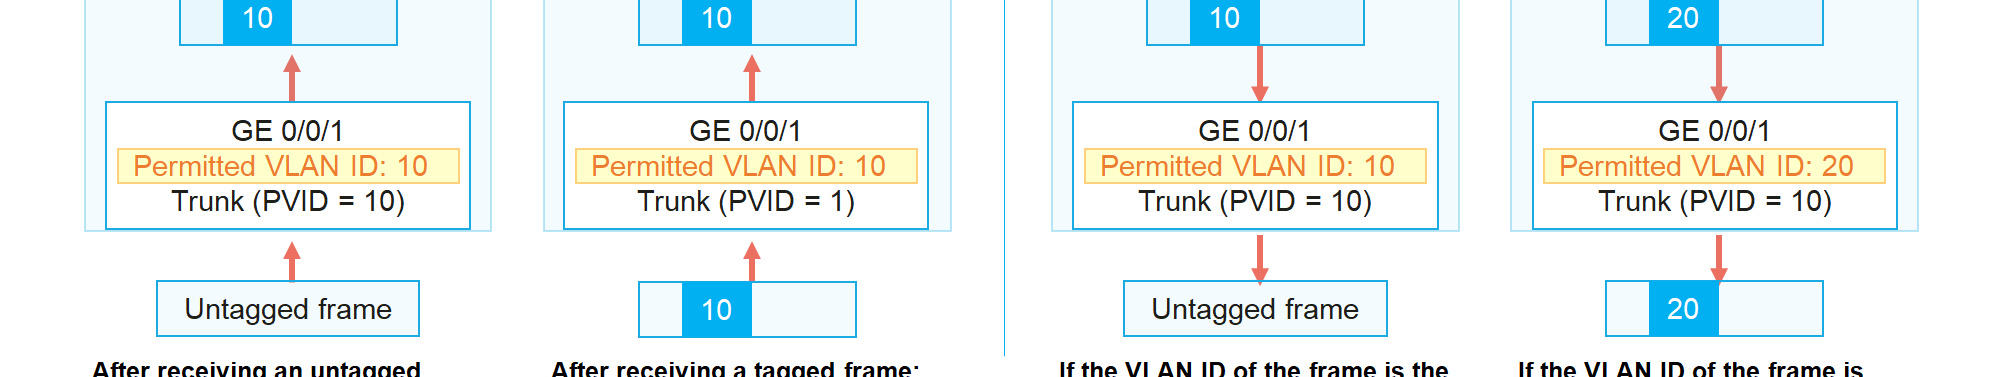 10
GE 0/0/1
Permitted VLAN ID: 10
Trunk (PVID = 10)
Untagged frame
After receiving an untagged
10
GE 0/0/1
Permitted VLAN ID: 10
Trunk (PVID = 1)
10
After receiving a tagged frame:
10
GE 0/0/1
Permitted VLAN ID: 10
Trunk (PVID = 10)
Untagged frame
If the VLAN ID of the frame is the
20
GE 0/0/1
Permitted VLAN ID: 20
Trunk (PVID = 10)
20
If the VLAN ID of the frame is